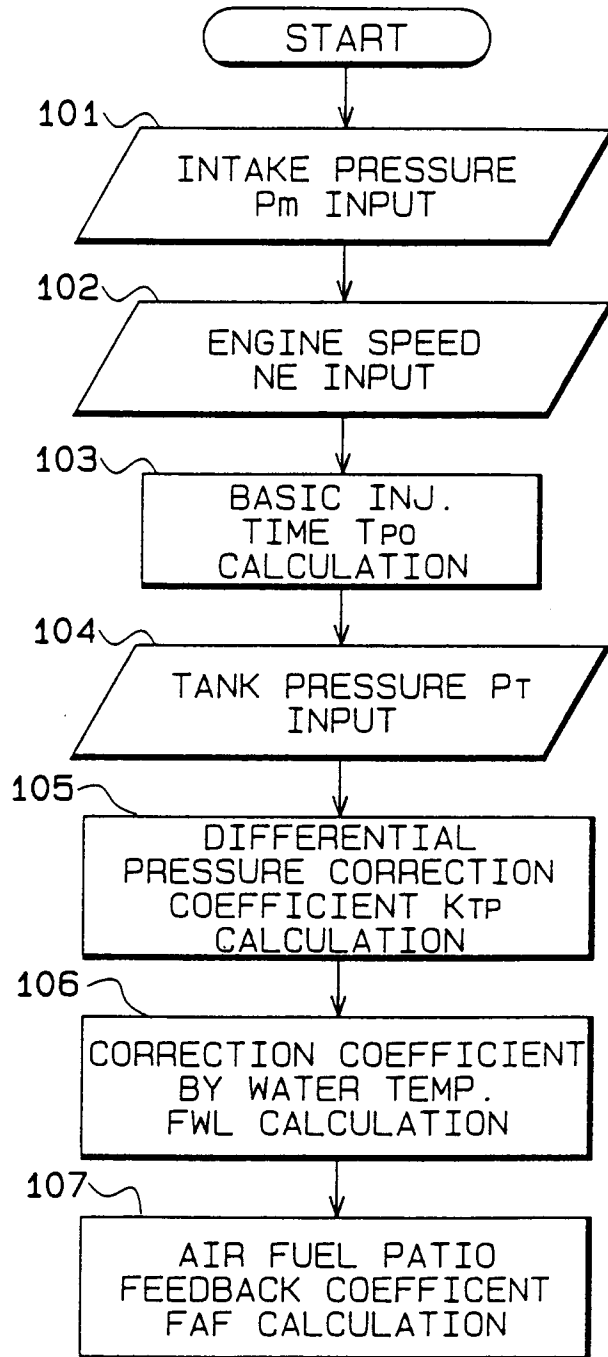 START
101
INTAKE PRESSURE
Pm INPUT
102
ENGINE SPEED
NE INPUT
103
BASIC INJ.
TIME TPO
CALCULATION
104
TANK PRESSURE PT
INPUT
105
DIFFERENTIAL
PRESSURE CORRECTION
COEFFICIENT KTP
CALCULATION
106
CORRECTION COEFFICIENT
BY WATER TEMP.
FWL CALCULATION
107
AIR FUEL PATIO
FEEDBACK COEFFICENT
FAF CALCULATION